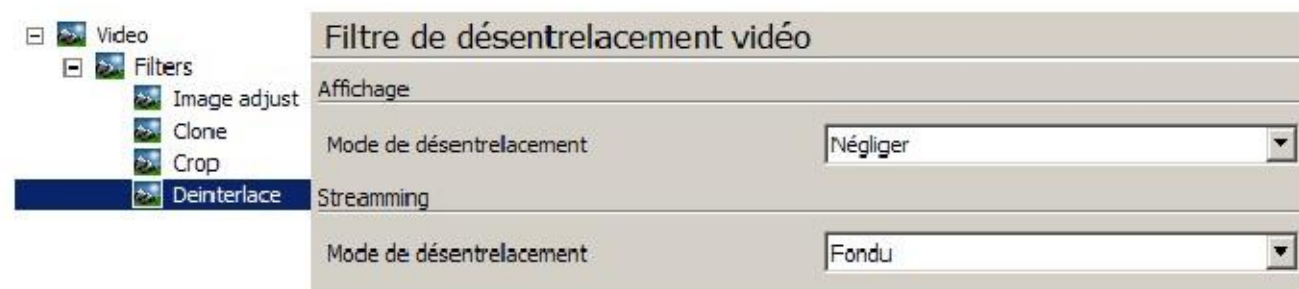 Video
Filters
Image adjust
Clone
Crop
Deinterlace
Filtre de désentrelacement vidéo
Affichage
Mode de désentrelacement
Négliger
Streamming
Mode de désentrelacement
Fondu